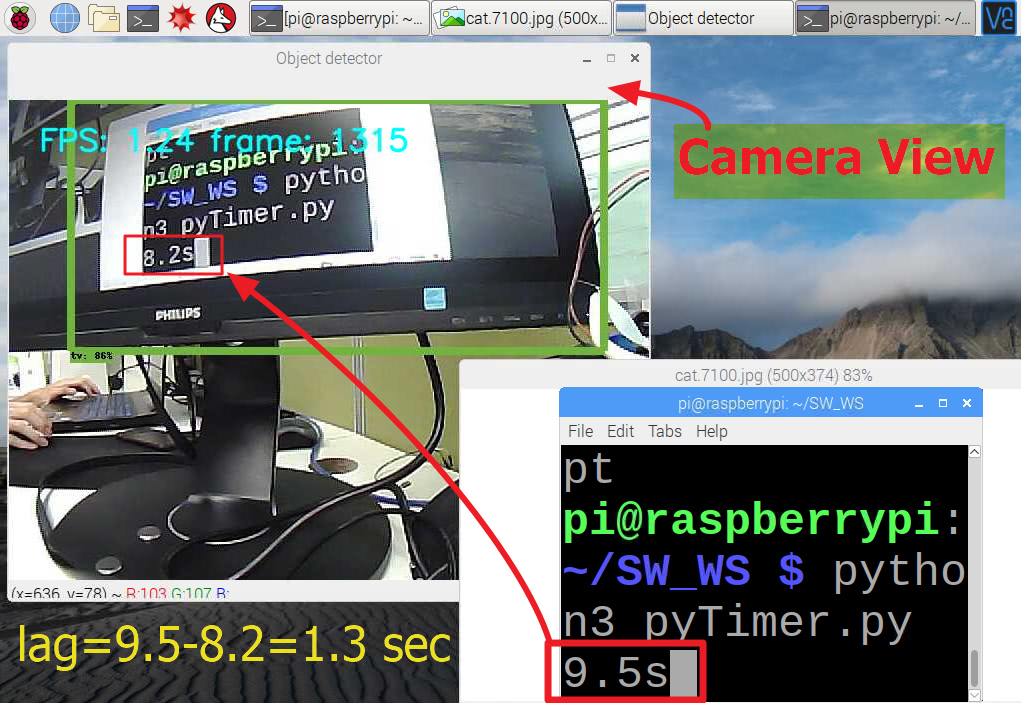 [pi@raspberrypi: ~...
cat.7100.jpg (500x...
Object detector
pi@raspberrypi: ~/...
Object detector
FPS: 1.24 frame: 1315
pt
pi@raspberrypi:
~/SW_WS $ pytho
n3 pyTimer.py
8.2s
PHILIPS
tv: 86%
Camera View
cat.7100.jpg (500x374) 83%
pi@raspberrypi: ~/SW_WS
File Edit Tabs Help
pt
pi@raspberrypi:
~/SW_WS $ pytho
n3 pyTimer.py
9.5s
(x=636, y=78) ~ R:103 G:107 B:
lag=9.5-8.2=1.3 sec